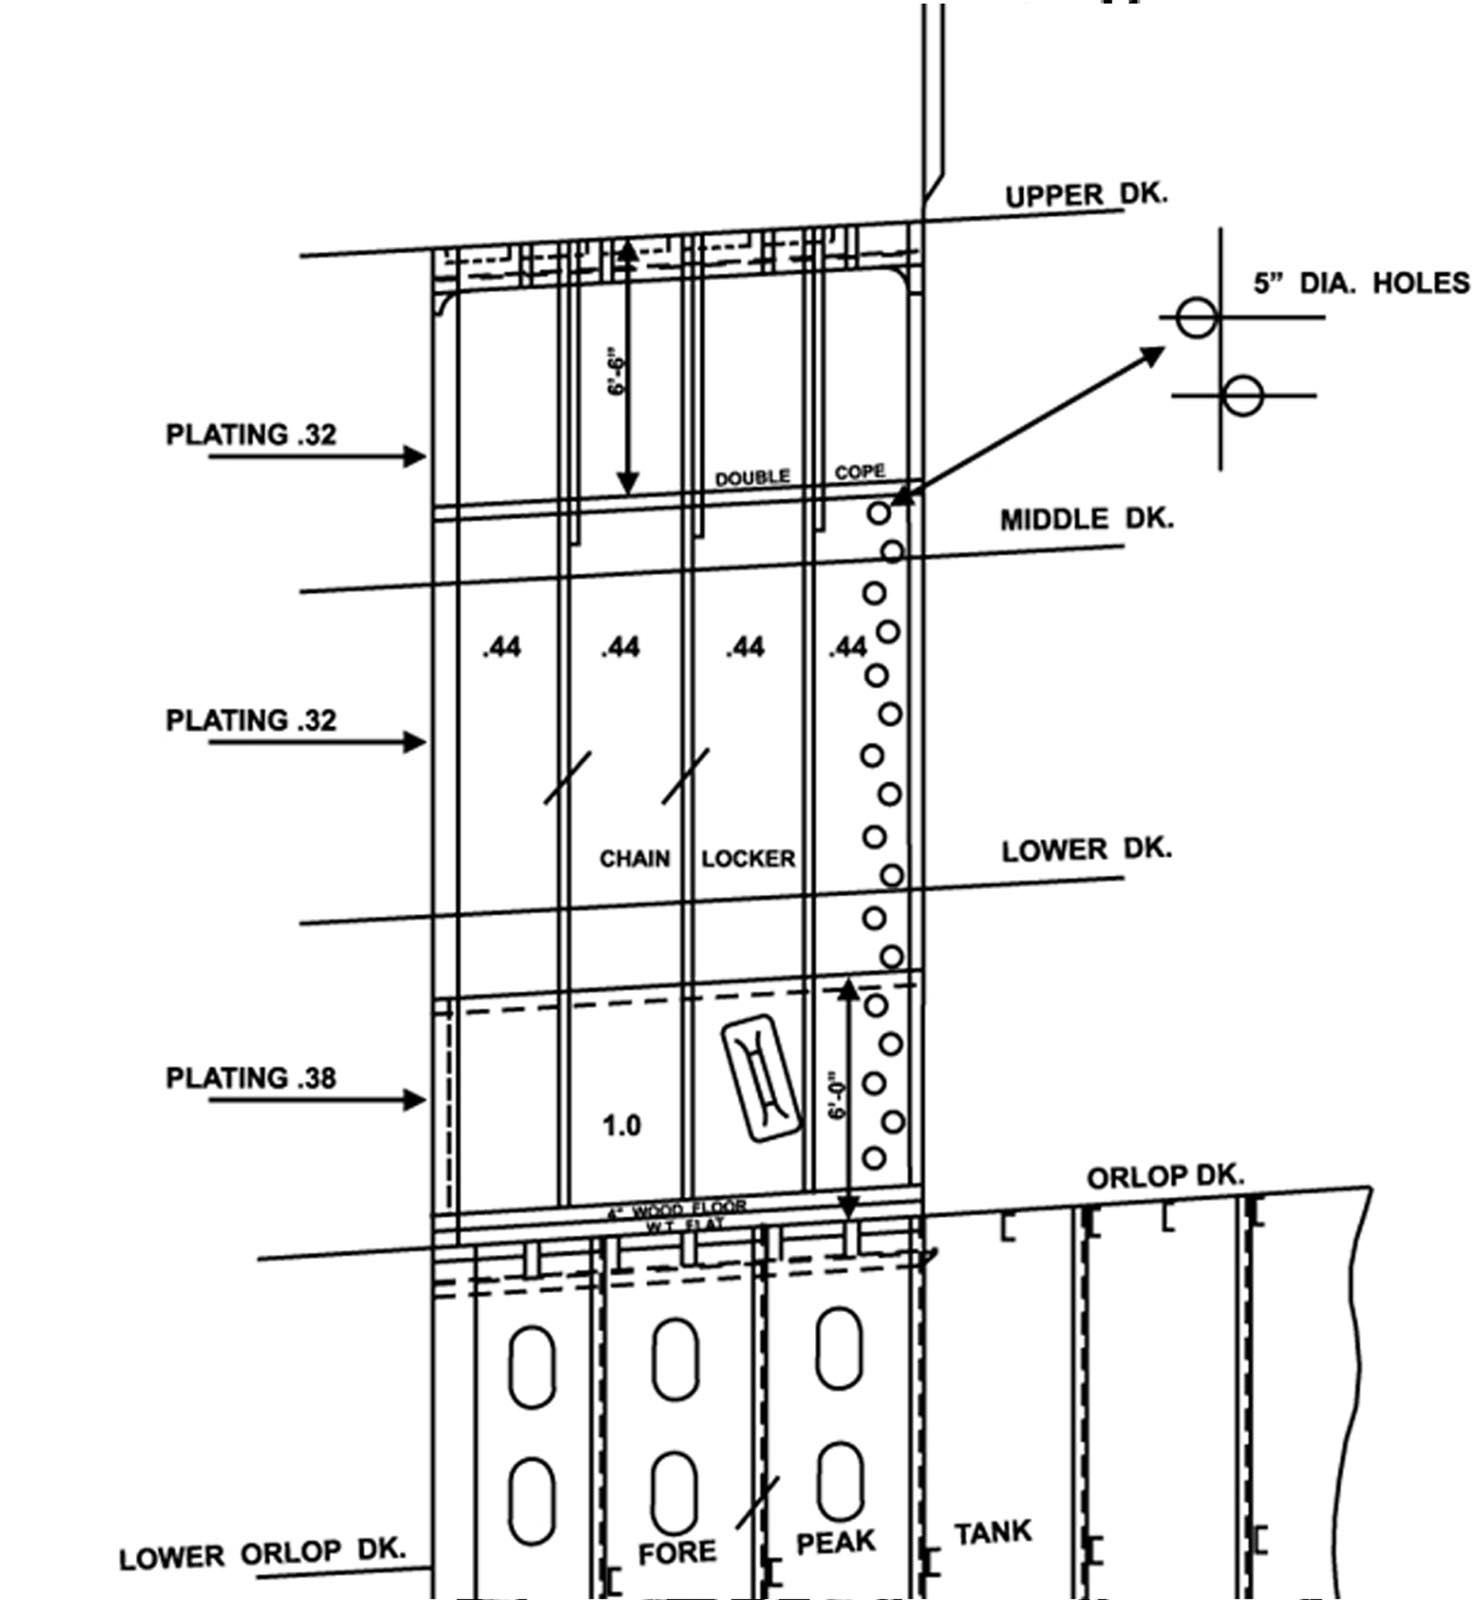 UPPER DK.
5” DIA. HOLES
6'-6"
PLATING .32
DOUBLE COPE
MIDDLE DK.
.44 .44 .44 .44
PLATING .32
CHAIN LOCKER
LOWER DK.
PLATING .38
6'-0"
1.0
ORLOP DK.
4" WOOD FLOOR
W.T. FLAT
LOWER ORLOP DK.
FORE PEAK TANK